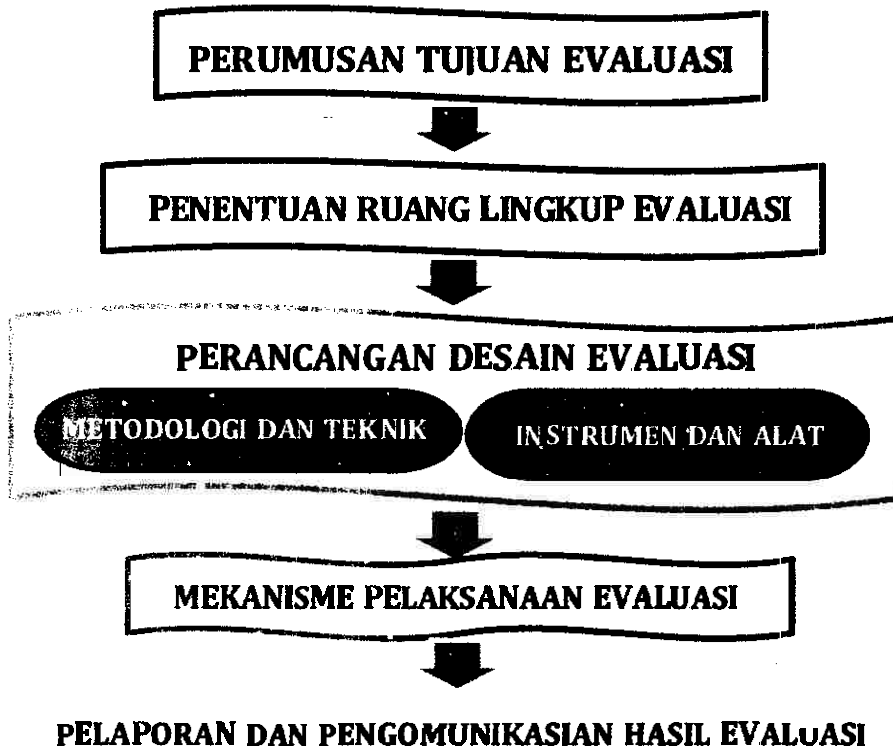 PERUMUSAN TUJUAN EVALUASI
PENENTUAN RUANG LINGKUP EVALUASI
PERANCANGAN DESAIN EVALUASI
METODOLOGI DAN TEKNIK
INSTRUMEN DAN ALAT
MEKANISME PELAKSANAAN EVALUASI
PELAPORAN DAN PENGOMUNIKASIAN HASIL EVALUASI